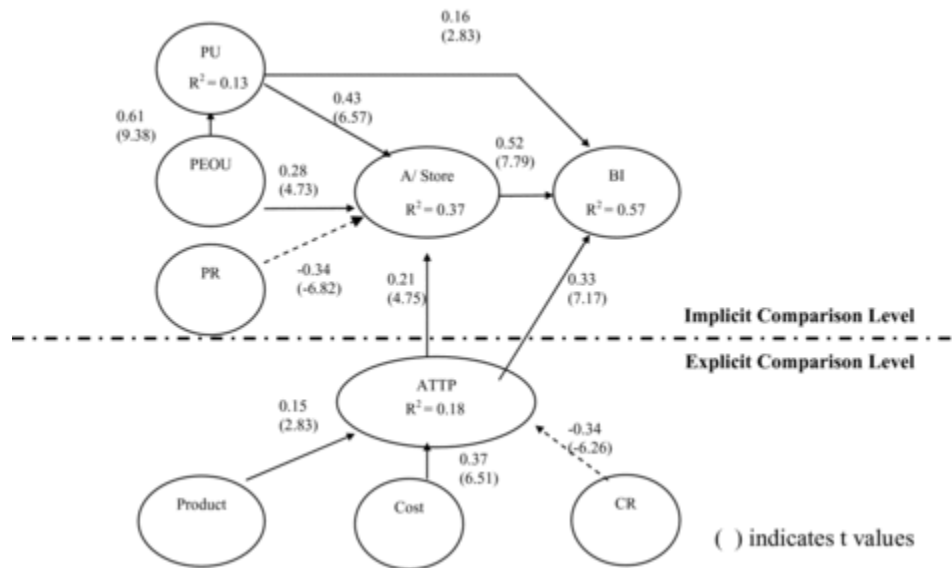 0.16
(2.83)
PU
R² = 0.13
0.43
(6.57)
0.61
(9.38)
PEOU
0.28
(4.73)
A/ Store
R² = 0.37
0.52
(7.79)
BI
R² = 0.57
PR
-0.34
(-6.82)
0.21
(4.75)
0.33
(7.17)
Implicit Comparison Level
Explicit Comparison Level
ATTP
R² = 0.18
0.15
(2.83)
-0.34
(-6.26)
0.37
(6.51)
Product
Cost
CR
( ) indicates t values